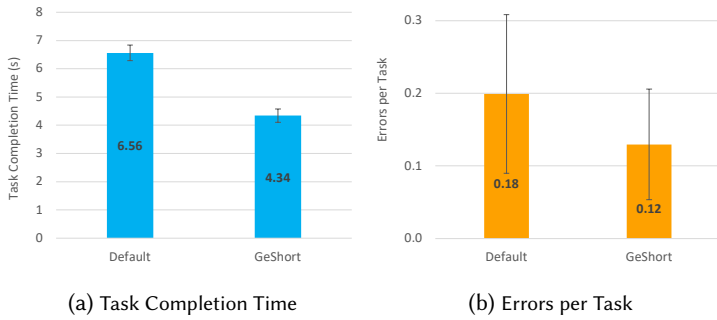 8
7
6
5
4
3
2
1
0
Task Completion Time (s)
6.56
4.34
Default
GeShort
(a) Task Completion Time
0.3
0.2
0.1
0.0
Errors per Task
0.18
0.12
Default
GeShort
(b) Errors per Task